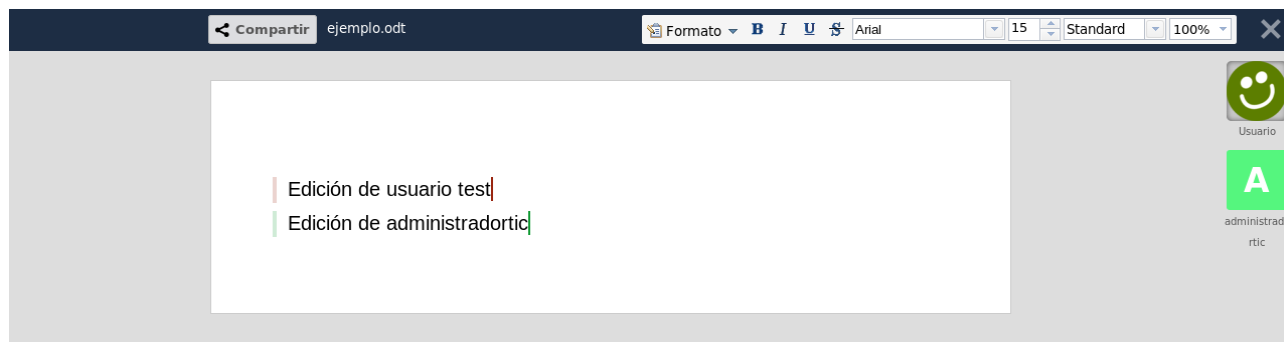 Compartir ejemplo.odt Formato B I U S Arial 15 Standard 100%
Usuario
Edición de usuario test
A
Edición de administradortic
administrad
rtic